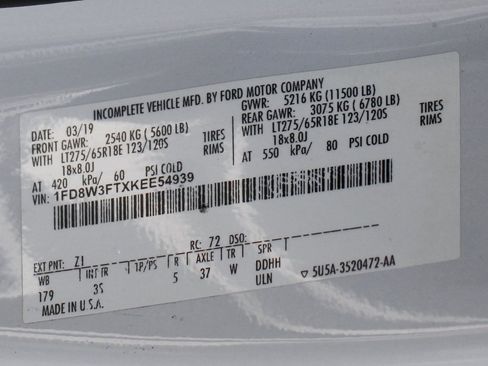 INCOMPLETE VEHICLE MFD. BY FORD MOTOR COMPANY
DATE: 03/19 GVWR: 5216 KG (11500 LB)
FRONT GAWR: 2540 KG (5600 LB) REAR GAWR: 3075 KG (6780 LB)
WITH LT275/65R18E 123/120S TIRES WITH LT275/65R18E 123/120S TIRES
18x8.0J RIMS 18x8.0J RIMS
AT 420 kPa/ 60 PSI COLD AT 550 kPa/ 80 PSI COLD
VIN: 1FD8W3FTXKEE54939
EXT PNT: Z1 RC: 72 DSO:
WB INT TR TP/PS R AXLE TR SPR
179 3S 5 37 W DDHH
MADE IN U.S.A. ULN 5U5A-3520472-AA